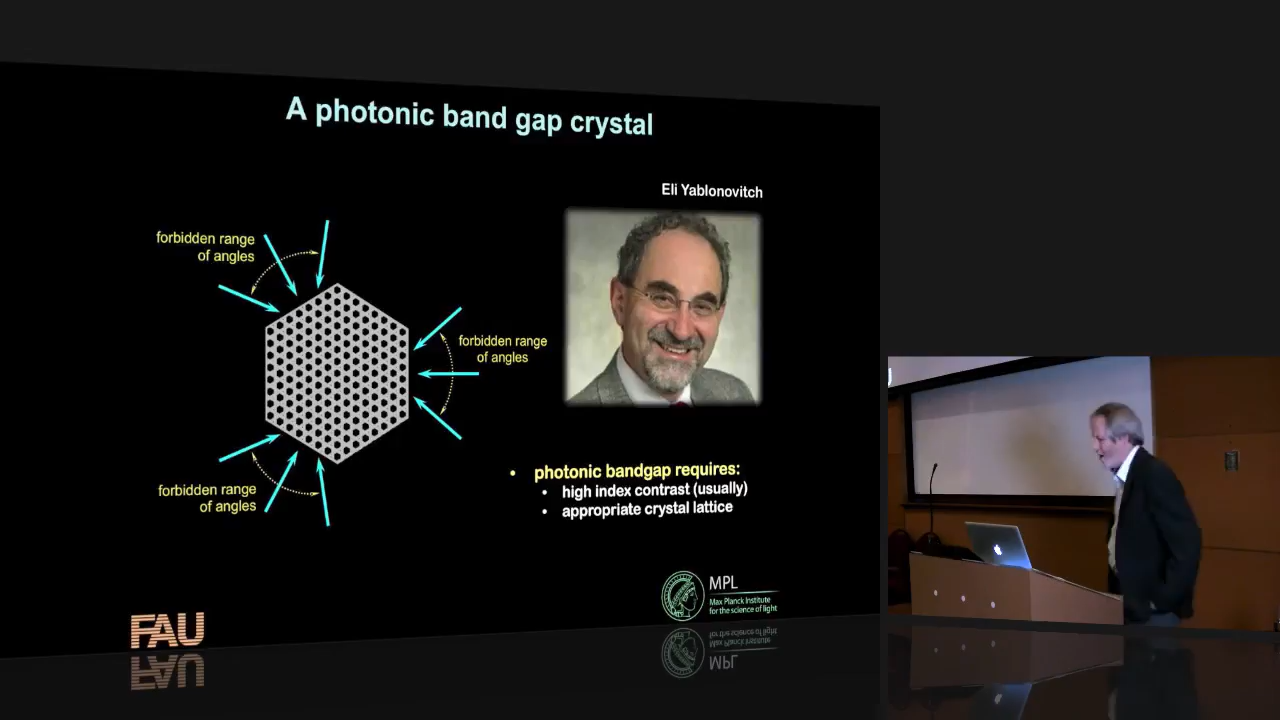 A photonic band gap crystal
Eli Yablonovitch
forbidden range
of angles
forbidden range
of angles
forbidden range
of angles
• photonic bandgap requires:
• high index contrast (usually)
• appropriate crystal lattice
FAU
MPL
Max Planck Institute
for the science of light